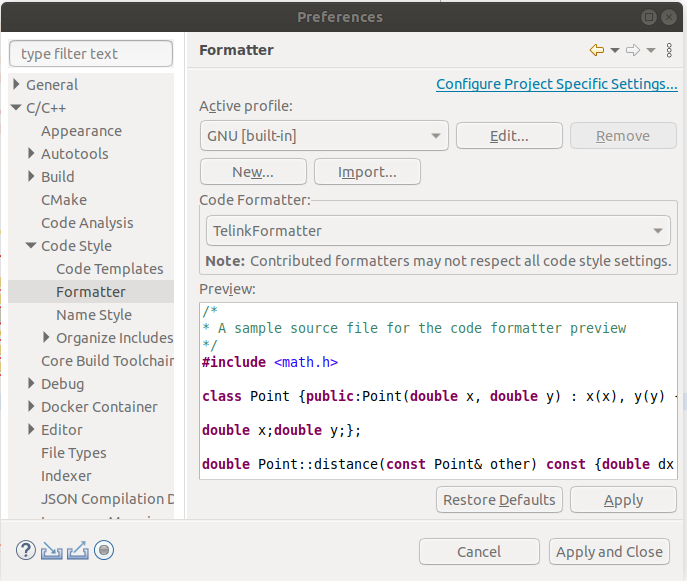 Preferences
type filter text
General
C/C++
Appearance
Autotools
Build
CMake
Code Analysis
Code Style
Code Templates
Formatter
Name Style
Organize Includes
Core Build Toolchain
Debug
Docker Container
Editor
File Types
Indexer
JSON Compilation D
Formatter
Configure Project Specific Settings...
Active profile:
GNU [built-in]
Edit...
Remove
New...
Import...
Code Formatter:
TelinkFormatter
Note: Contributed formatters may not respect all code style settings.
Preview:
/*
* A sample source file for the code formatter preview
*/
#include <math.h>
class Point {public:Point(double x, double y) : x(x), y(y) {
double x;double y;};
double Point::distance(const Point& other) const {double dx
Restore Defaults
Apply
?
Cancel
Apply and Close